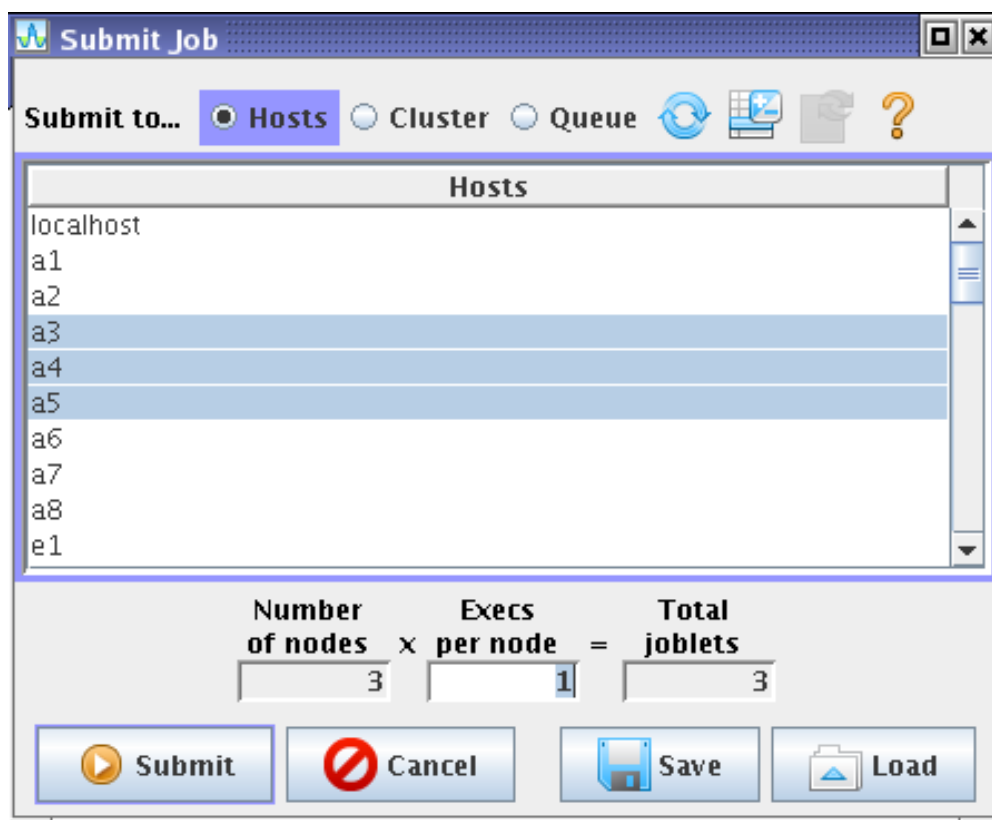 Submit Job
Submit to... Hosts Cluster Queue
Hosts
localhost
a1
a2
a3
a4
a5
a6
a7
a8
e1
Number of nodes x Execs per node = Total joblets
3 1 3
Submit Cancel Save Load